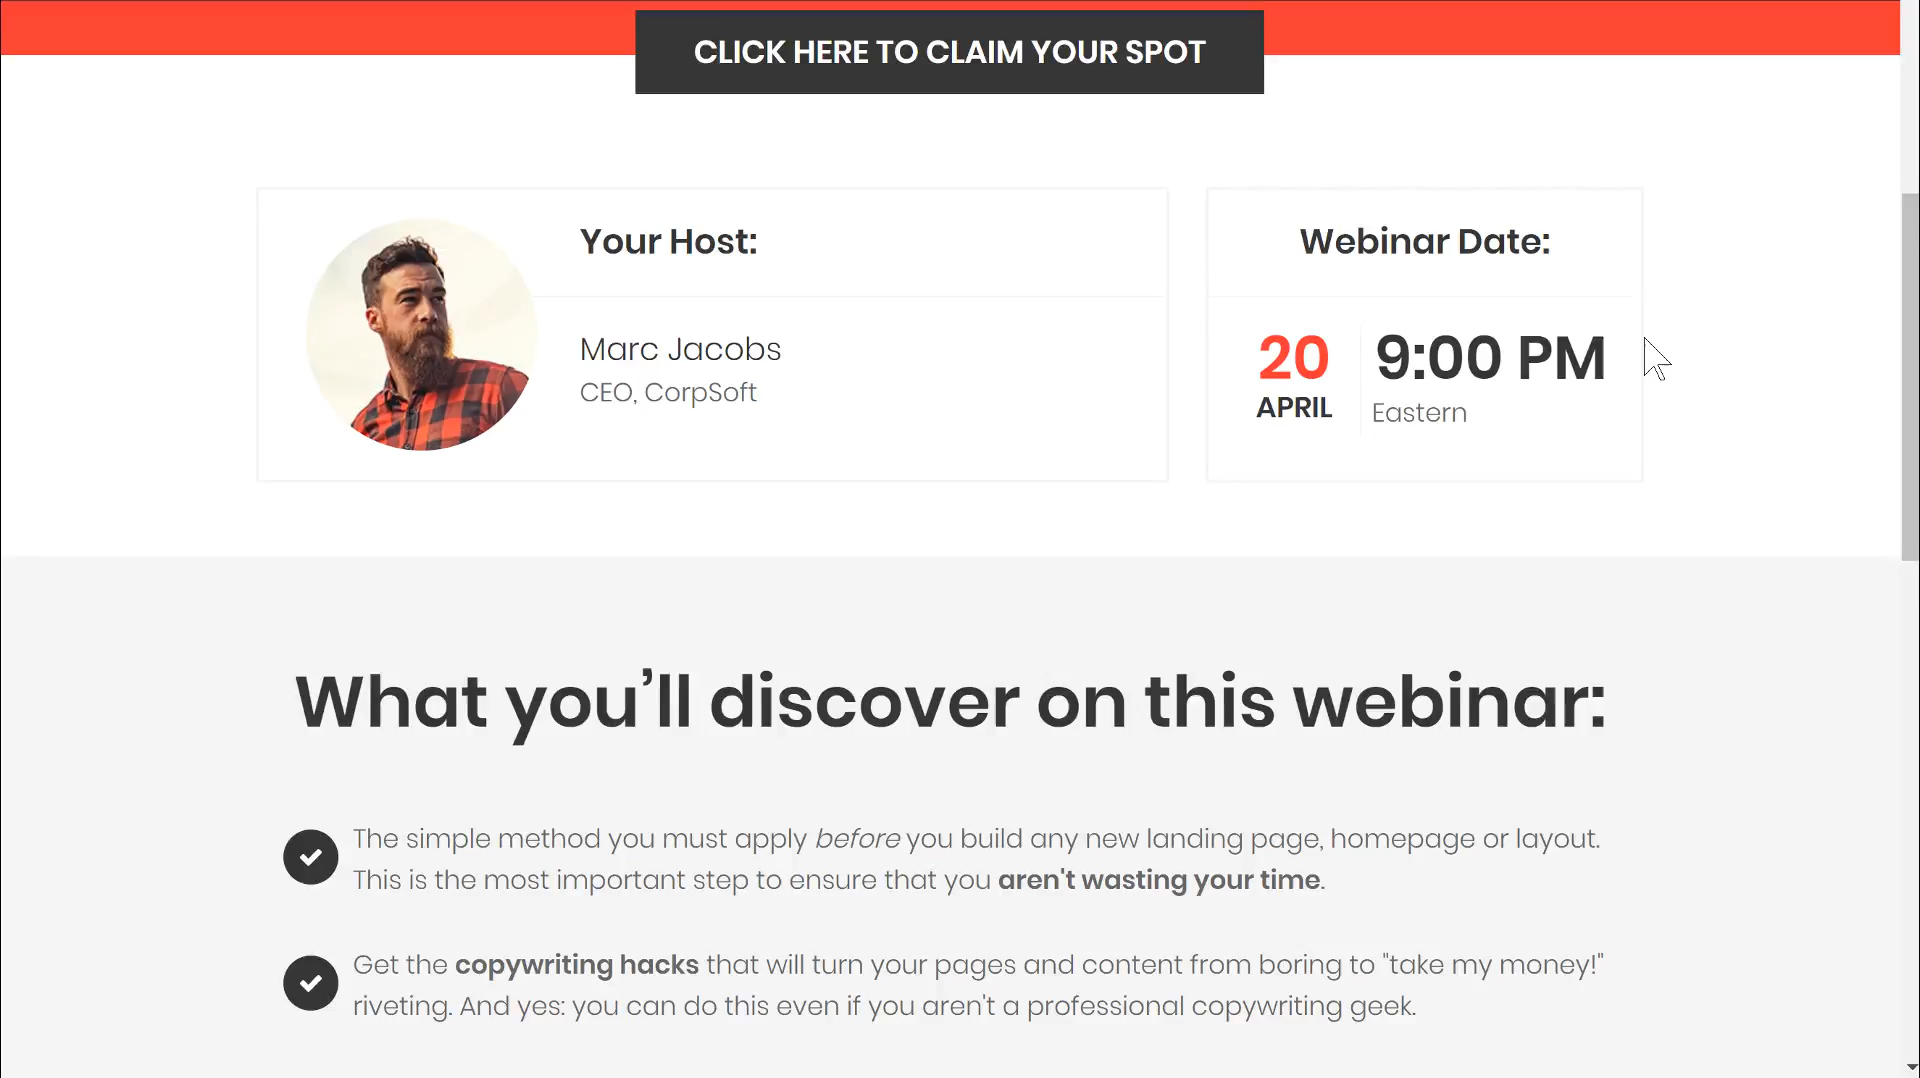 CLICK HERE TO CLAIM YOUR SPOT
Your Host:
Marc Jacobs
CEO, CorpSoft
Webinar Date:
20
APRIL
9:00 PM
Eastern
What you’ll discover on this webinar:
The simple method you must apply before you build any new landing page, homepage or layout.
This is the most important step to ensure that you aren't wasting your time.
Get the copywriting hacks that will turn your pages and content from boring to "take my money!"
riveting. And yes: you can do this even if you aren't a professional copywriting geek.